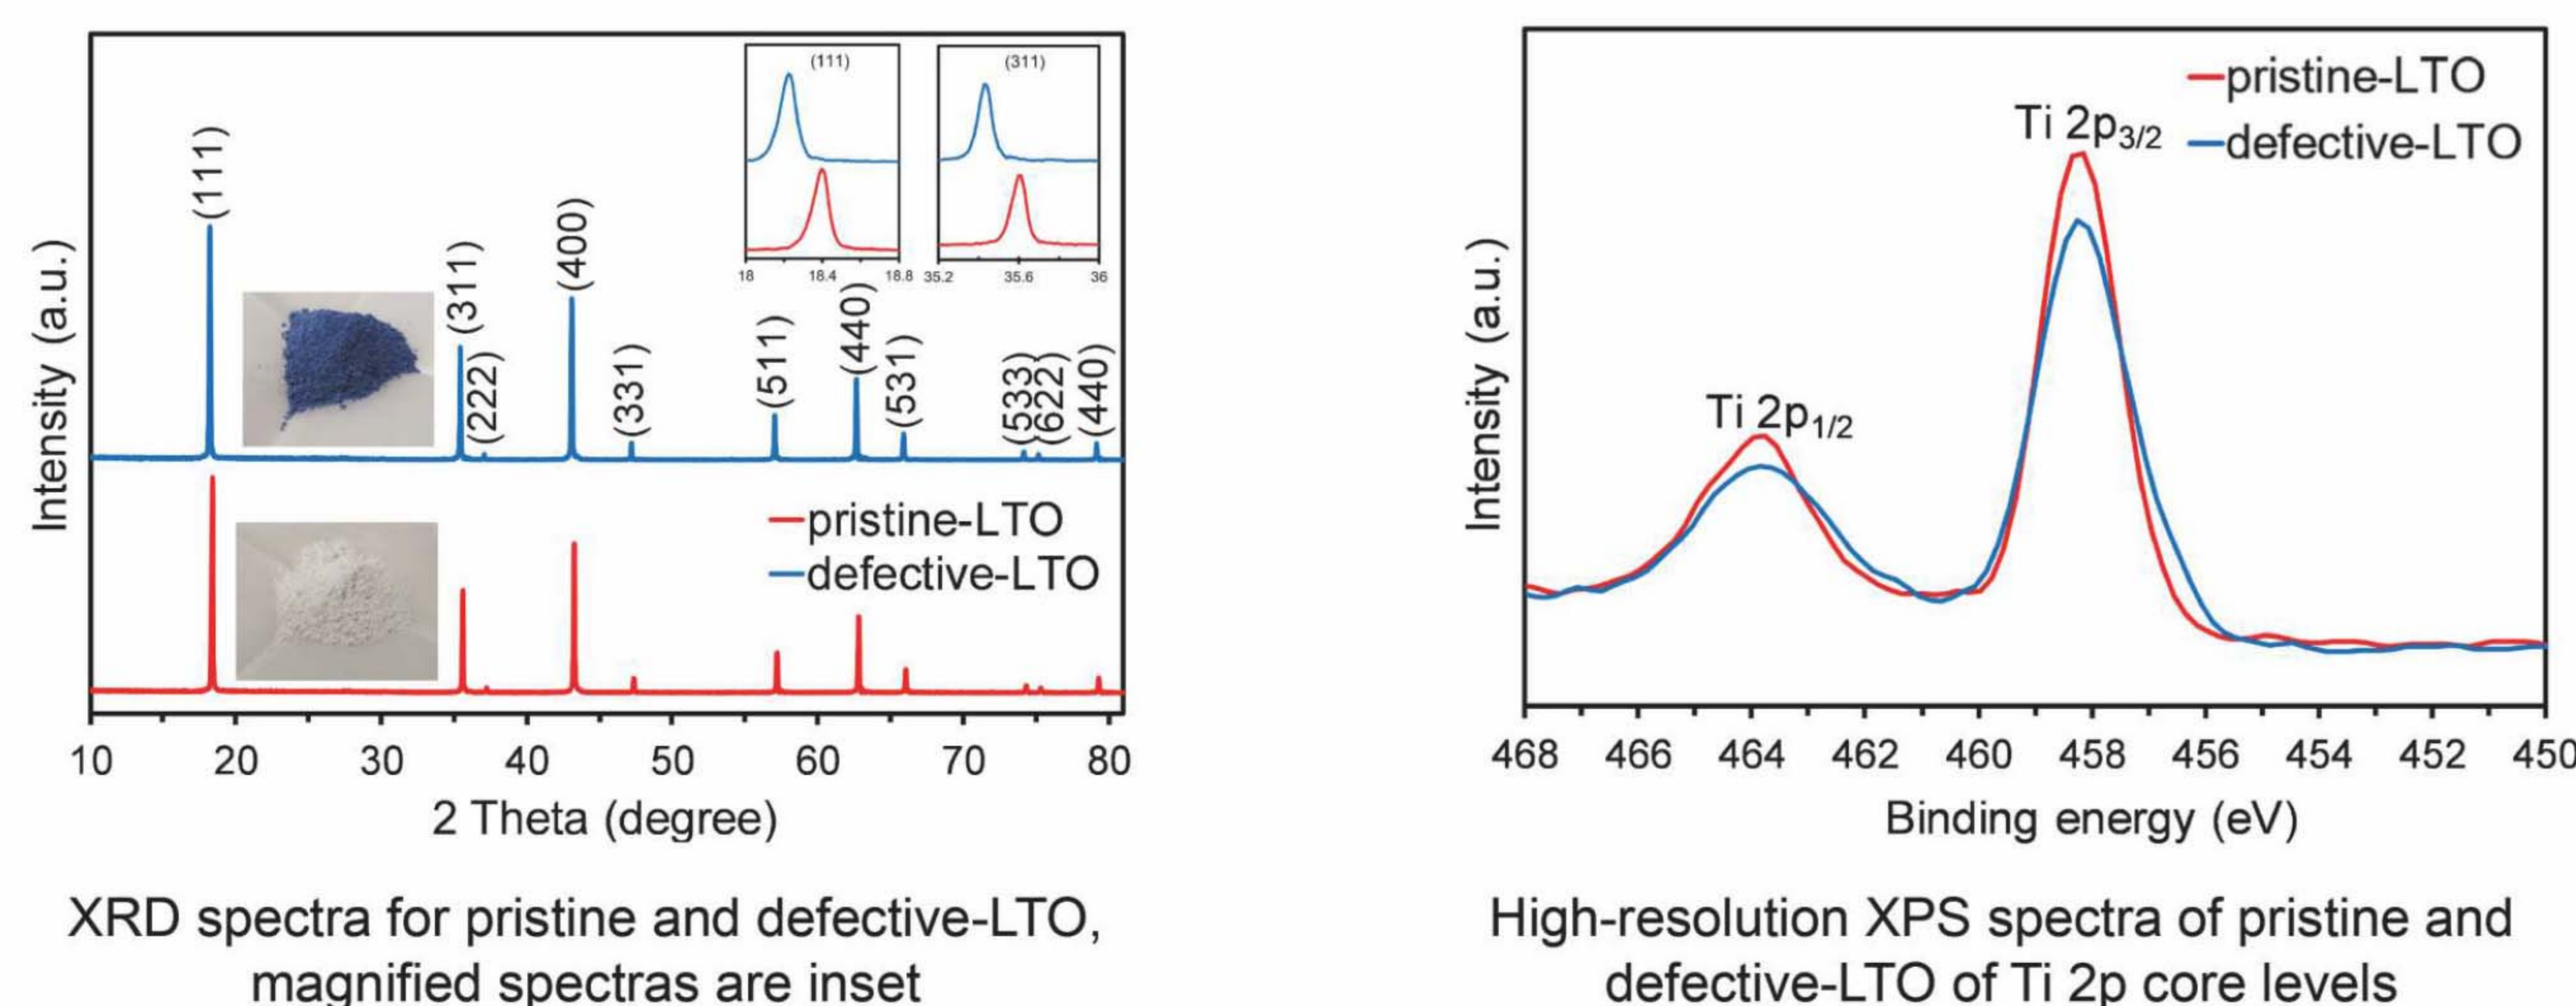 Intensity (a.u.)
(111)
(311)
(222)
(400)
(331)
(511)
(440)
(531)
(533)
(622)
(440)
(111)
18 18.4 18.8
(311)
35.2 35.6 36
pristine-LTO
defective-LTO
10 20 30 40 50 60 70 80
2 Theta (degree)
XRD spectra for pristine and defective-LTO,
magnified spectras are inset
Intensity (a.u.)
pristine-LTO
defective-LTO
Ti 2p3/2
Ti 2p1/2
468 466 464 462 460 458 456 454 452 450
Binding energy (eV)
High-resolution XPS spectra of pristine and
defective-LTO of Ti 2p core levels